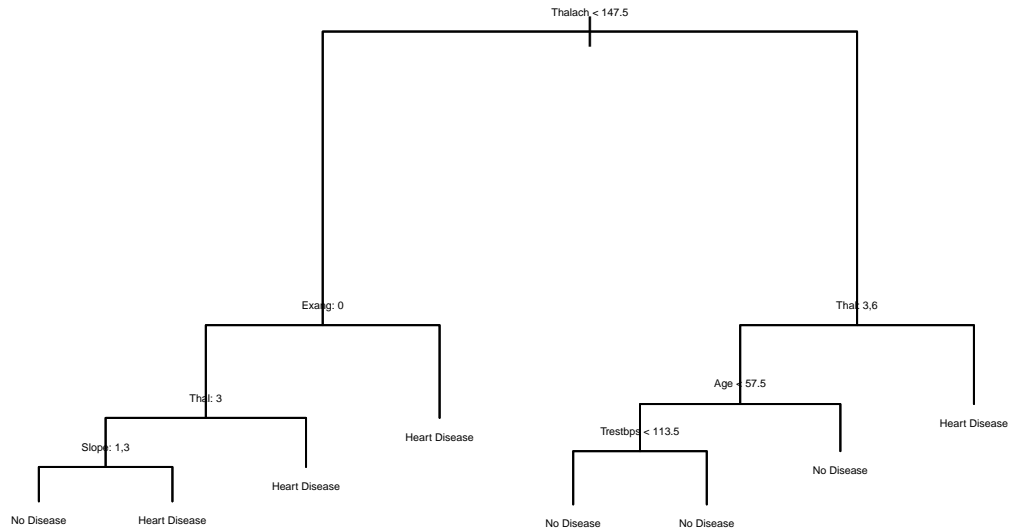 Thalach < 147.5
Exang: 0
Thal: 3,6
Age < 57.5
Thal: 3
Heart Disease
Trestbps < 113.5
Heart Disease
Slope: 1,3
No Disease
Heart Disease
No Disease
Heart Disease
No Disease
No Disease